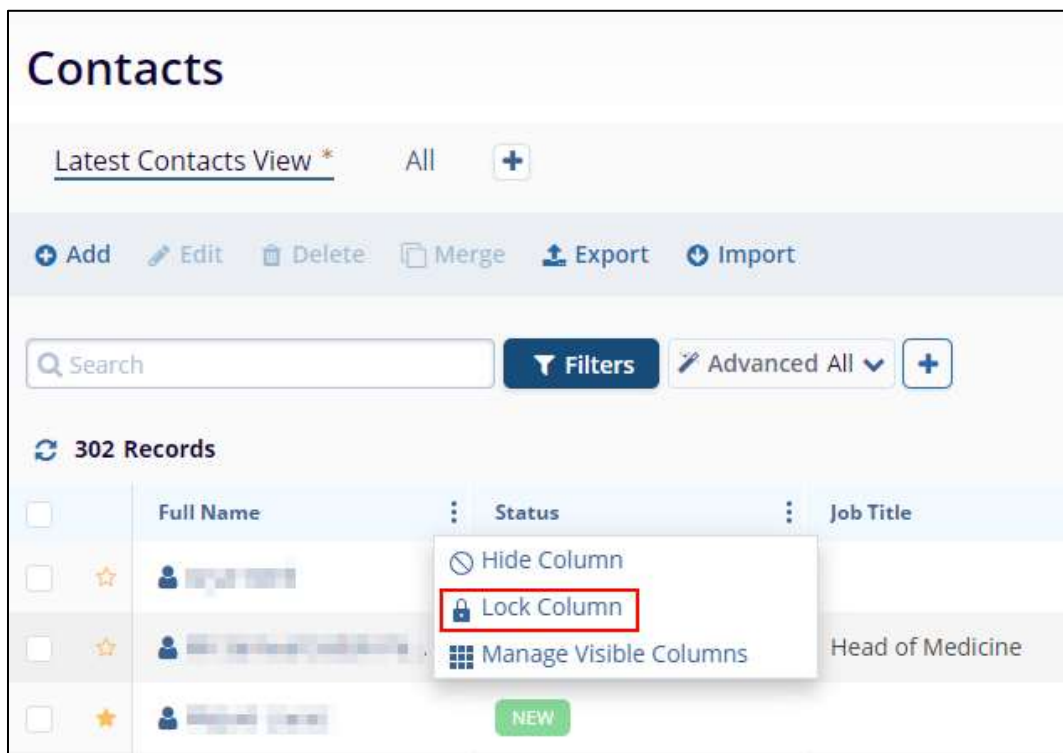 Contacts
Latest Contacts View * All
Add Edit Delete Merge Export Import
Search Filters Advanced All
302 Records
Full Name Status Job Title
Hide Column
Lock Column
Manage Visible Columns Head of Medicine
NEW